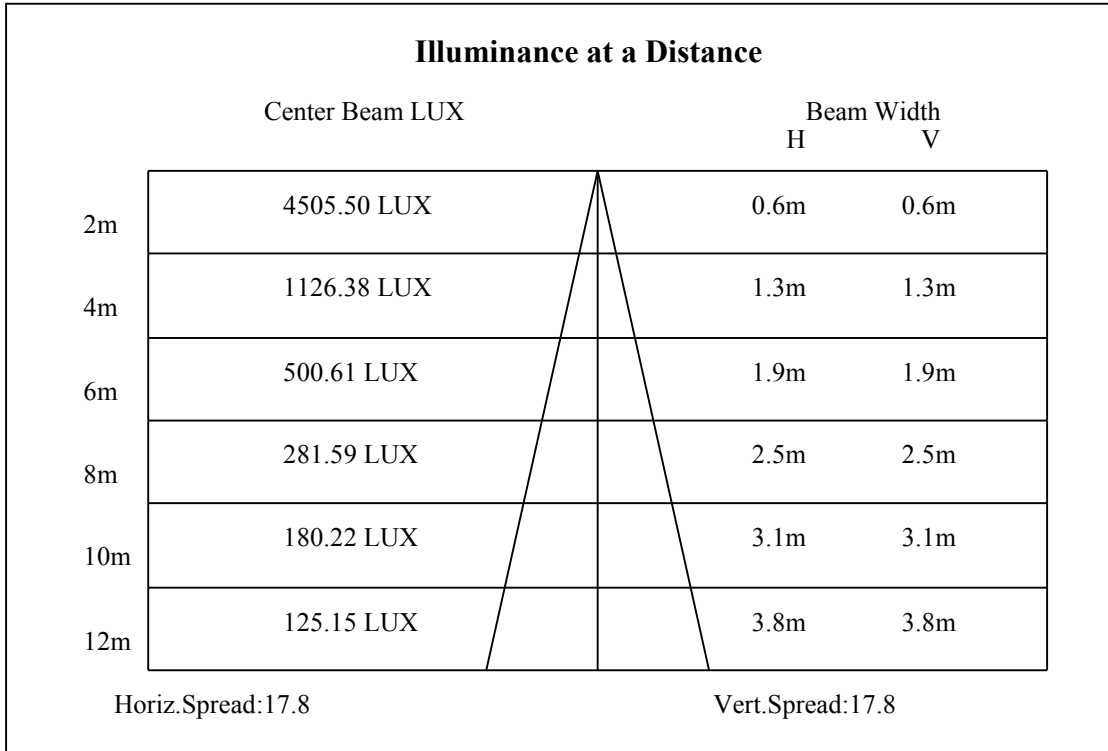 Illuminance at a Distance
Center Beam LUX Beam Width
H V
2m 4505.50 LUX 0.6m 0.6m
4m 1126.38 LUX 1.3m 1.3m
6m 500.61 LUX 1.9m 1.9m
8m 281.59 LUX 2.5m 2.5m
10m 180.22 LUX 3.1m 3.1m
12m 125.15 LUX 3.8m 3.8m
Horiz.Spread:17.8 Vert.Spread:17.8